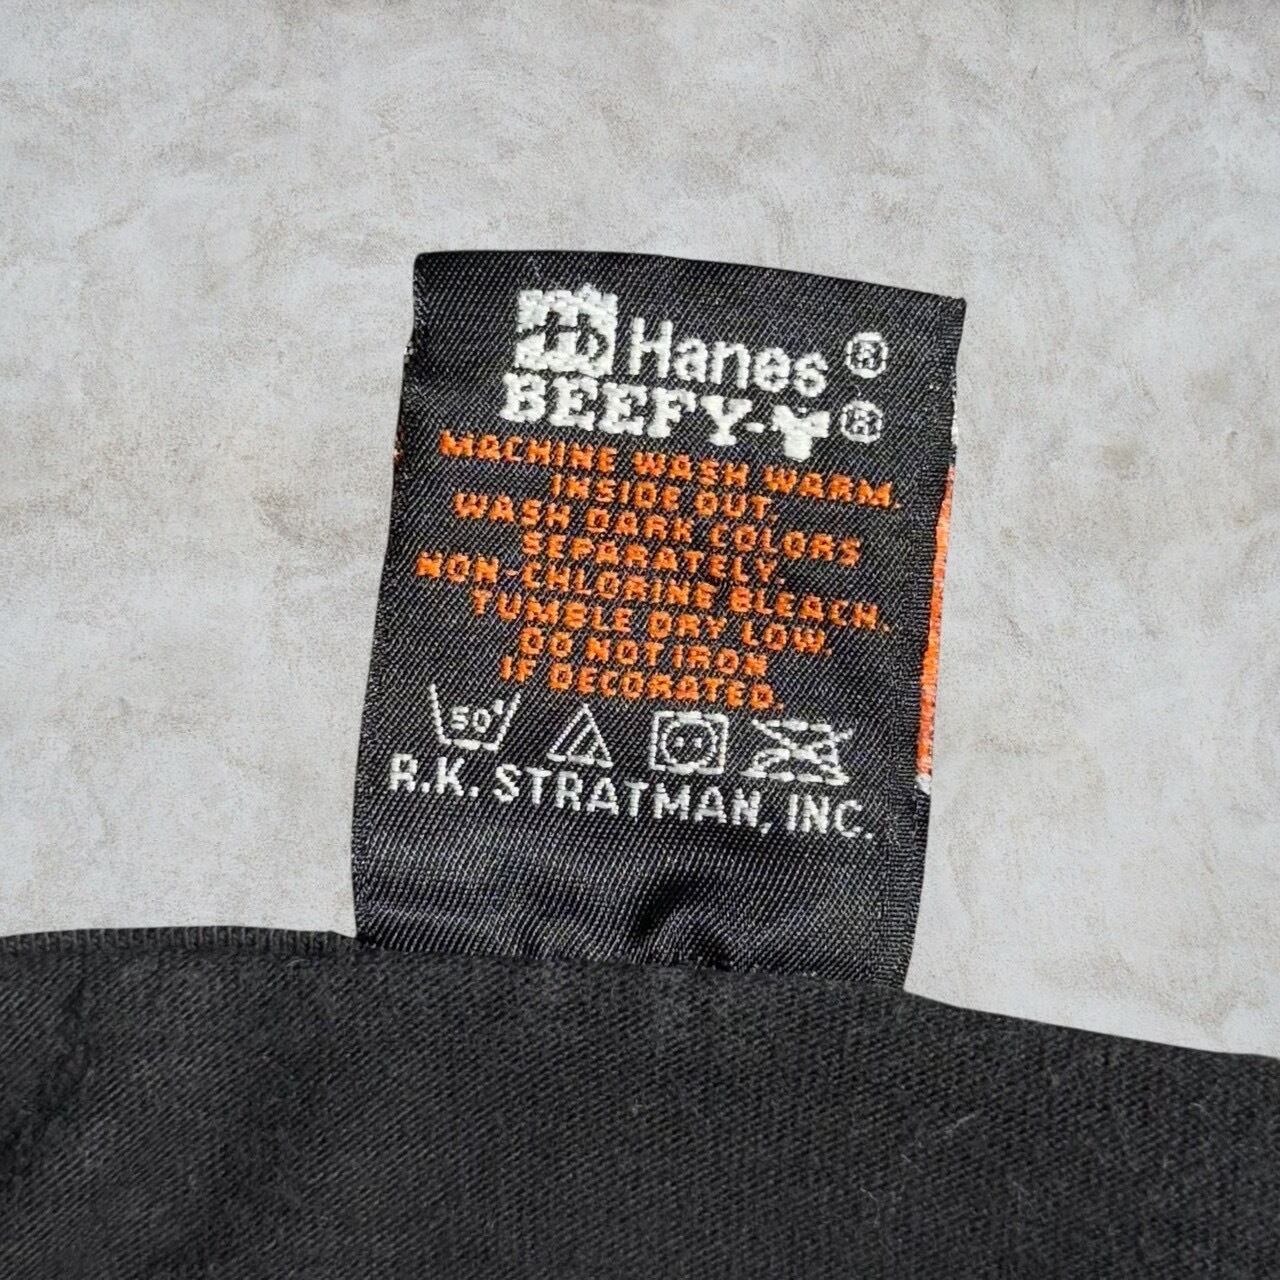 Hanes ®
BEEFY-T ®
MACHINE WASH WARM,
INSIDE OUT.
WASH DARK COLORS
SEPARATELY.
NON-CHLORINE BLEACH.
TUMBLE DRY LOW.
DO NOT IRON
IF DECORATED.
50°
R.K. STRATMAN, INC.